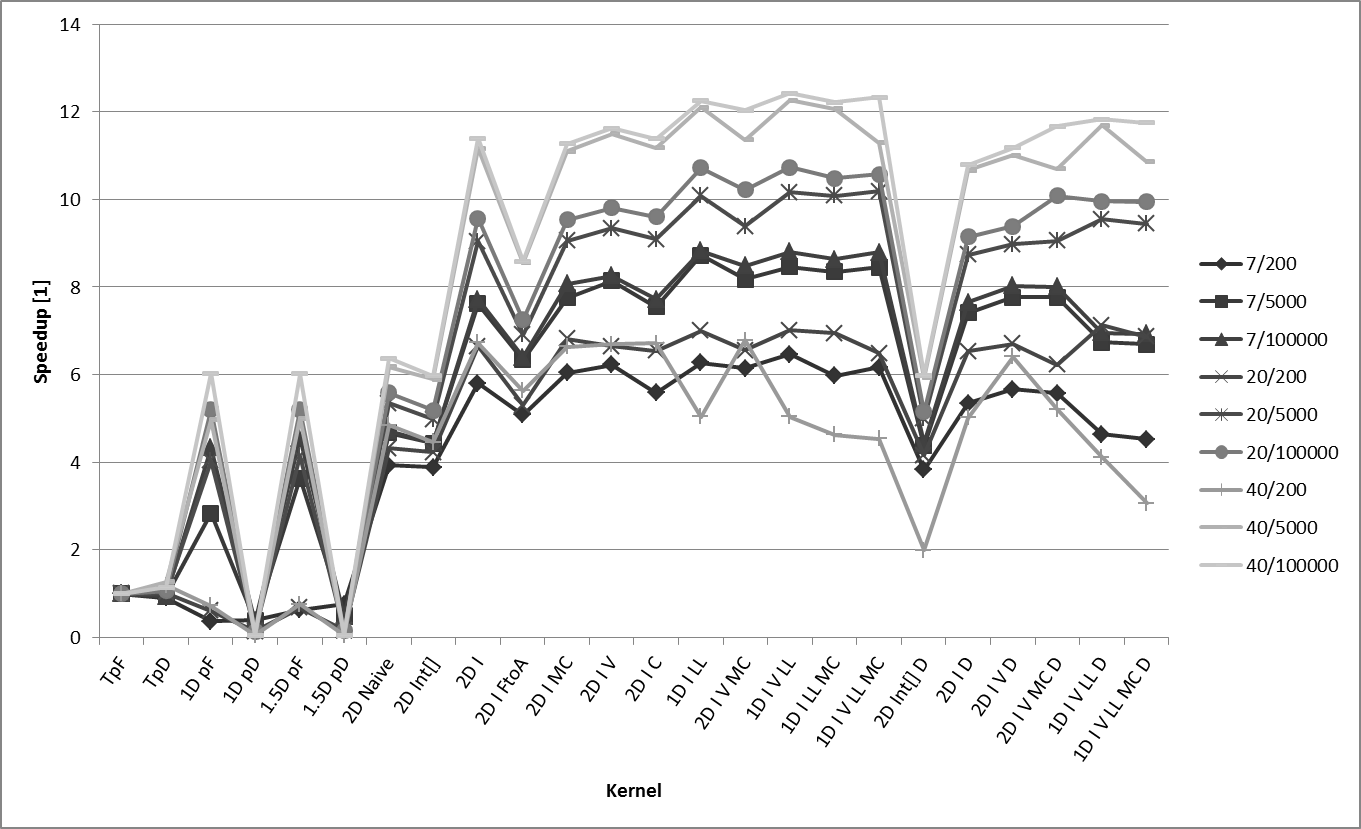 14
12
10
8
6
4
2
0
Speedup [1]
TpF
TpD
1D pF
1D pD
1.5D pF
1.5D pD
2D Naive
2D Int[]
2D I
2D I FtoA
2D I MC
2D I V
2D I C
1D I LL
2D I V MC
1D I V LL
1D I LL MC
1D I V LL MC
2D Int[] D
2D I D
2D I V D
2D I V MC D
1D I V LL D
1D I V LL MC D
Kernel
7/200
7/5000
7/100000
20/200
20/5000
20/100000
40/200
40/5000
40/100000